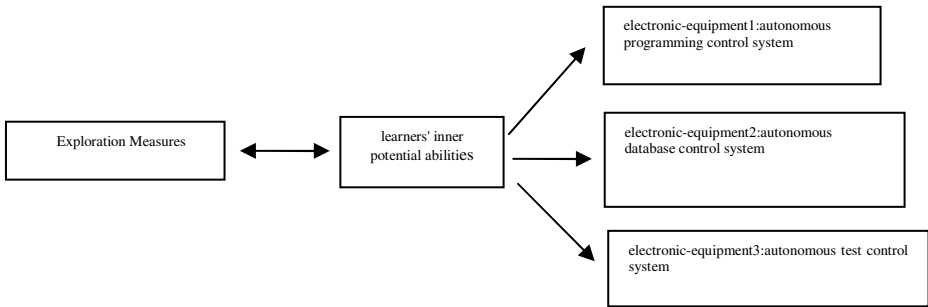 Exploration Measures
learners' inner
potential abilities
electronic-equipment1:autonomous
programming control system
electronic-equipment2:autonomous
database control system
electronic-equipment3:autonomous test control
system